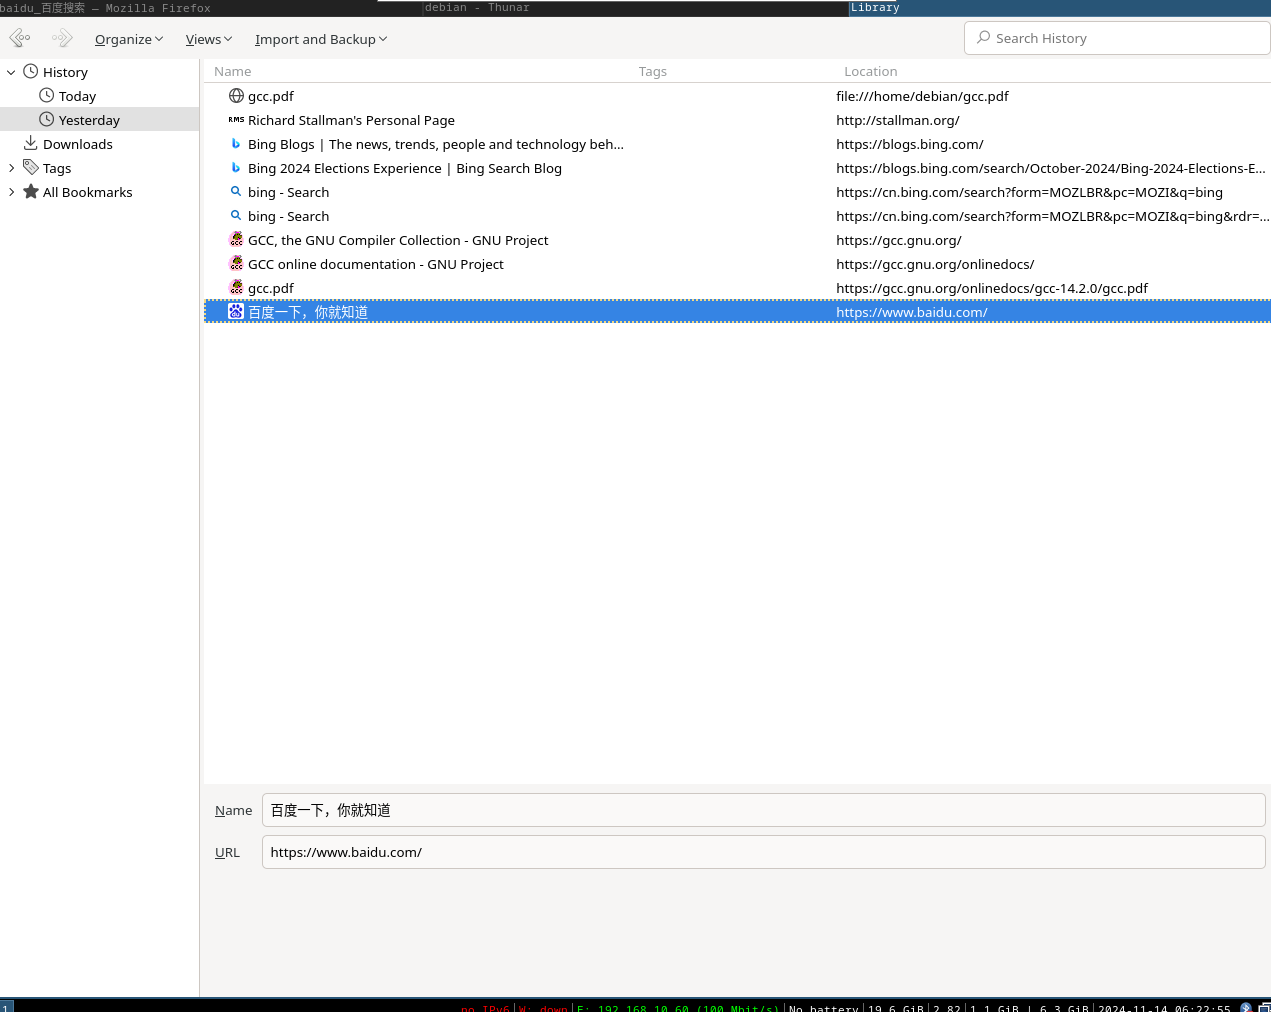 baidu_百度搜索 — Mozilla Firefox debian - Thunar Library
Organize Views Import and Backup Search History
Name Tags Location
History
Today
Yesterday
Downloads
Tags
All Bookmarks
gcc.pdf file:///home/debian/gcc.pdf
RMS Richard Stallman's Personal Page http://stallman.org/
Bing Blogs | The news, trends, people and technology beh... https://blogs.bing.com/
Bing 2024 Elections Experience | Bing Search Blog https://blogs.bing.com/search/October-2024/Bing-2024-Elections-E...
bing - Search https://cn.bing.com/search?form=MOZLBR&pc=MOZI&q=bing
bing - Search https://cn.bing.com/search?form=MOZLBR&pc=MOZI&q=bing&rdr=...
GCC GCC, the GNU Compiler Collection - GNU Project https://gcc.gnu.org/
GCC GCC online documentation - GNU Project https://gcc.gnu.org/onlinedocs/
GCC gcc.pdf https://gcc.gnu.org/onlinedocs/gcc-14.2.0/gcc.pdf
百度一下，你就知道 https://www.baidu.com/
Name 百度一下，你就知道
URL https://www.baidu.com/
1 no IPv6 | W: down | E: 192.168.10.60 (100 Mbit/s) | No battery | 19.6 GiB | 2.82 | 1.1 GiB | 6.3 GiB | 2024-11-14 06:22:55